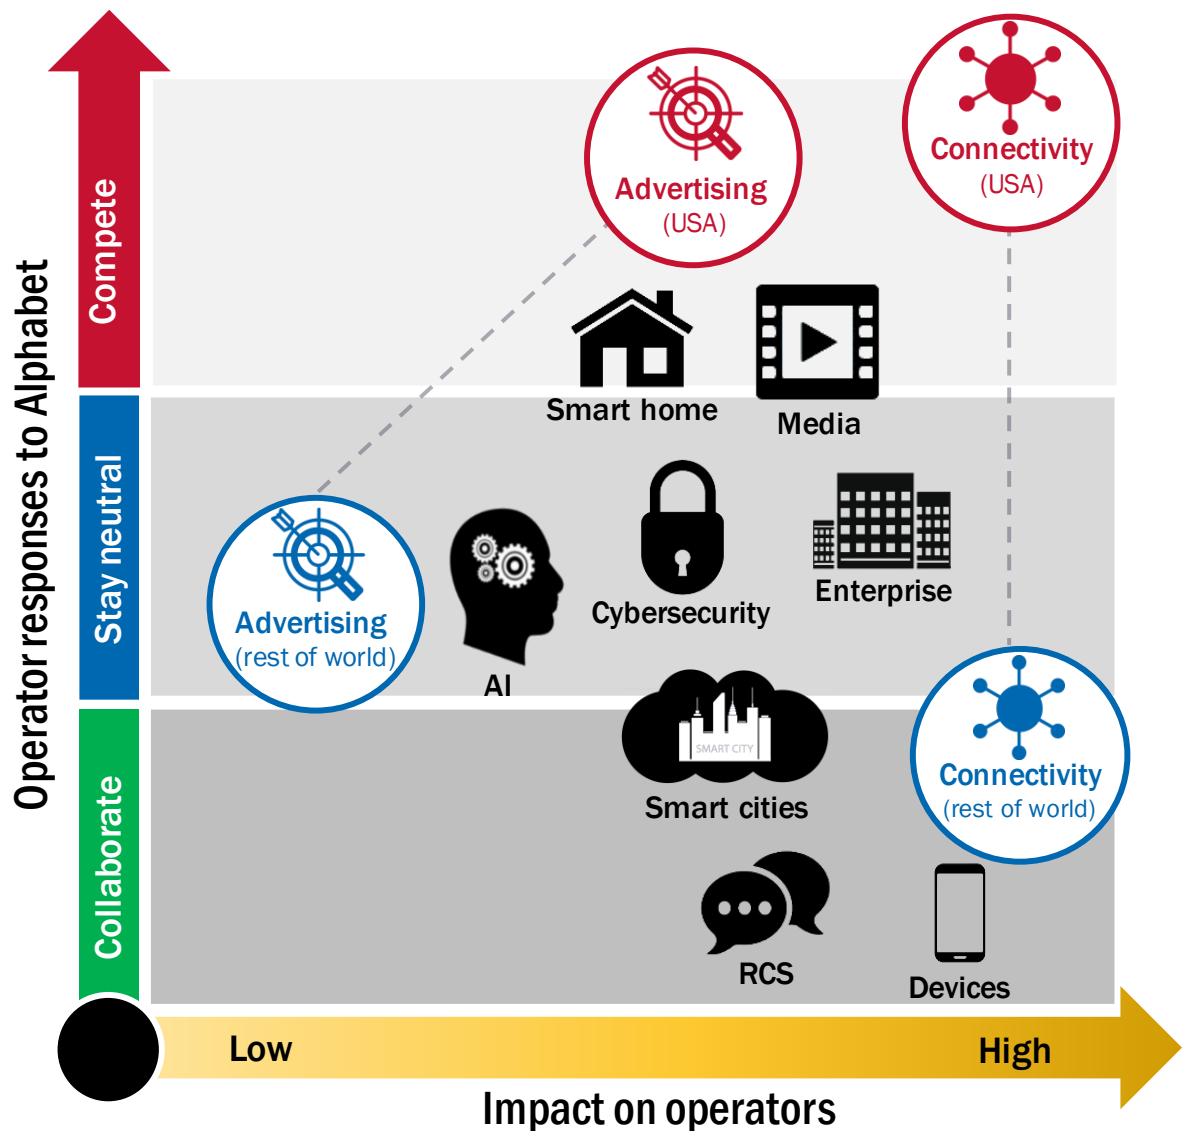 Operator responses to Alphabet
Compete
Stay neutral
Collaborate
Advertising
(USA)
Connectivity
(USA)
Smart home
Media
Advertising
(rest of world)
AI
Cybersecurity
Enterprise
SMART CITY
Smart cities
Connectivity
(rest of world)
RCS
Devices
Low
High
Impact on operators